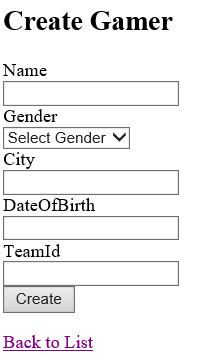 Create Gamer
Name
Gender
Select Gender
City
DateOfBirth
TeamId
Create
Back to List